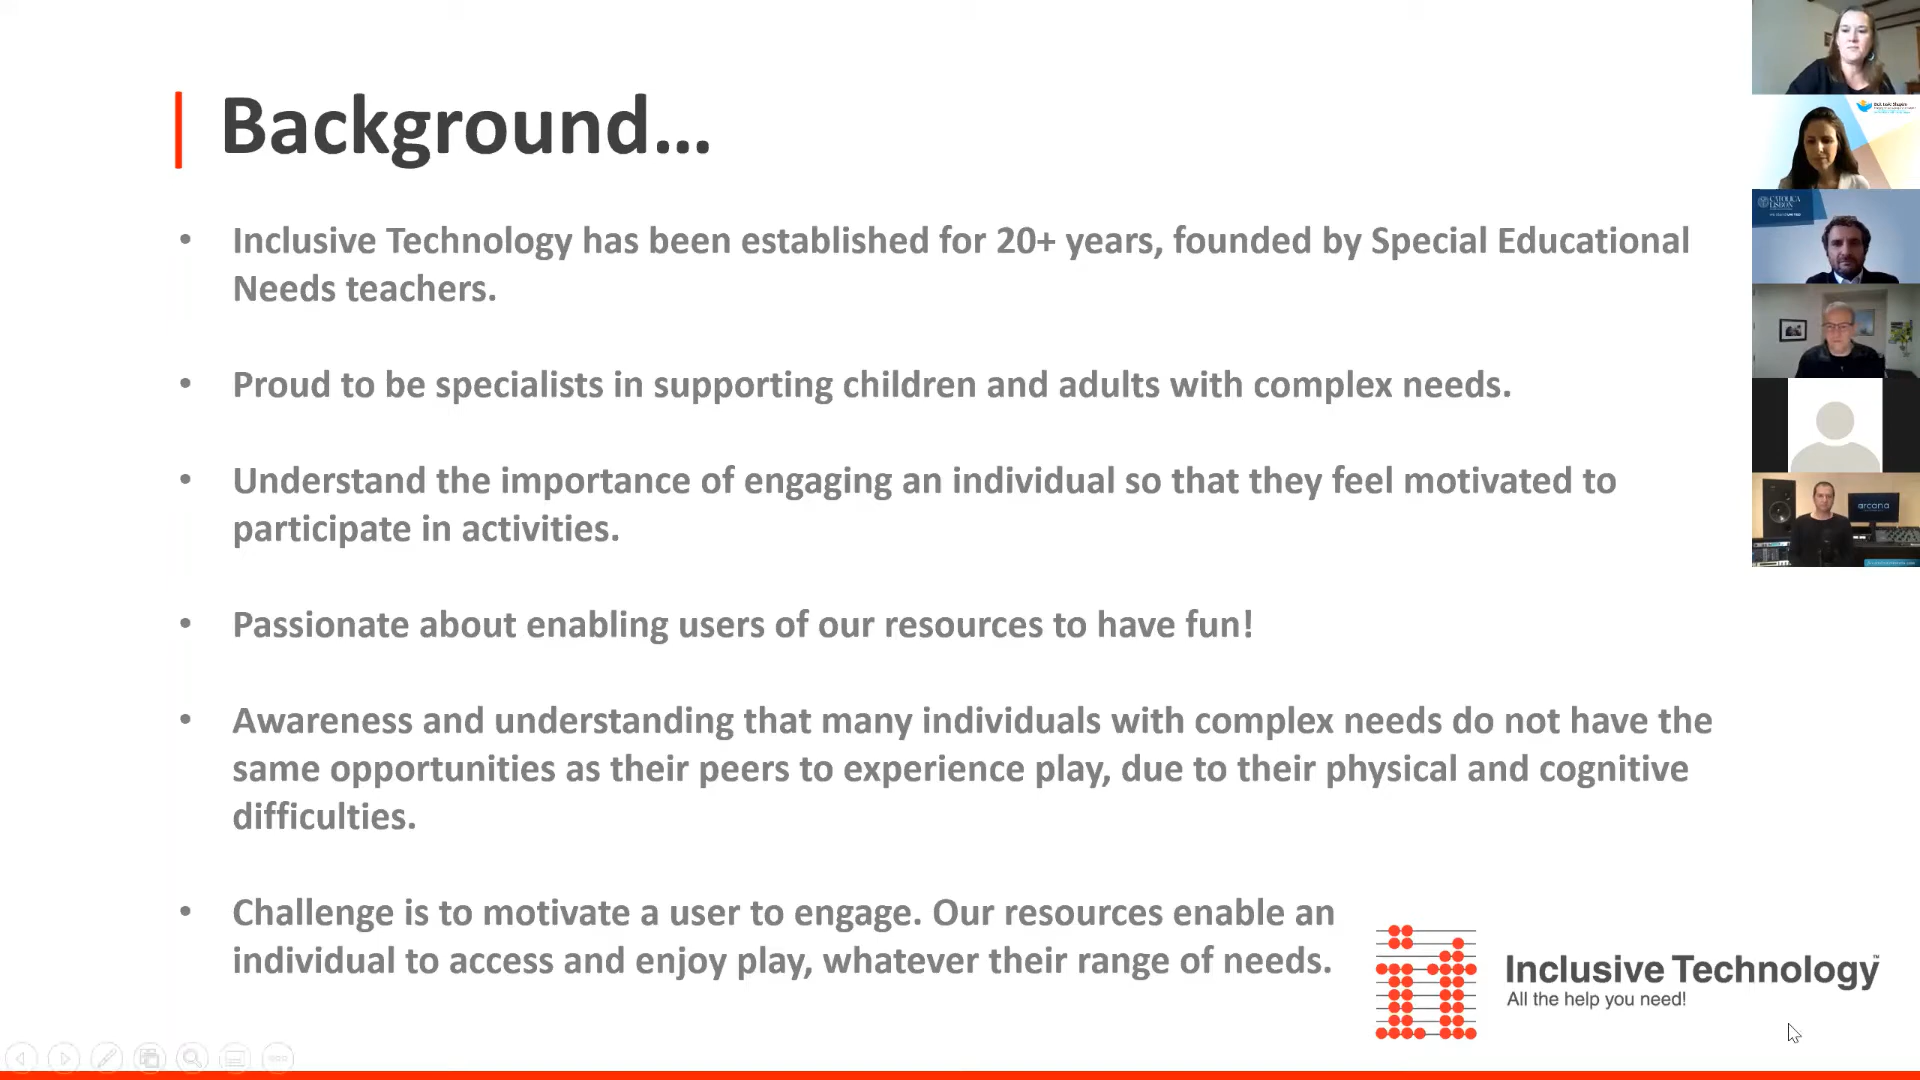 Background...
• Inclusive Technology has been established for 20+ years, founded by Special Educational
Needs teachers.
• Proud to be specialists in supporting children and adults with complex needs.
• Understand the importance of engaging an individual so that they feel motivated to
participate in activities.
• Passionate about enabling users of our resources to have fun!
• Awareness and understanding that many individuals with complex needs do not have the
same opportunities as their peers to experience play, due to their physical and cognitive
difficulties.
• Challenge is to motivate a user to engage. Our resources enable an
individual to access and enjoy play, whatever their range of needs.
Inclusive Technology™
All the help you need!
CATÓLICA
LISBON
arcana